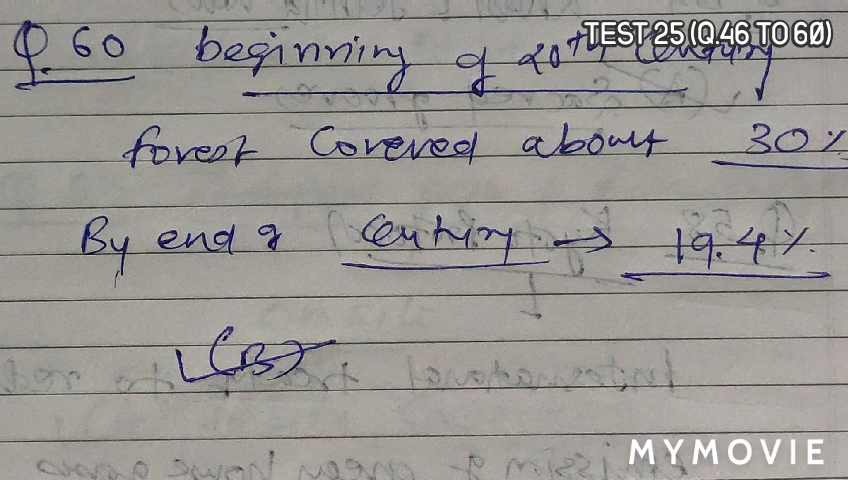 TEST 25 (Q.46 TO 60)
Q. 60 beginning of 20th Century
forest Covered about 30%
By end of Century → 19.4%.
(B)
MYMOVIE